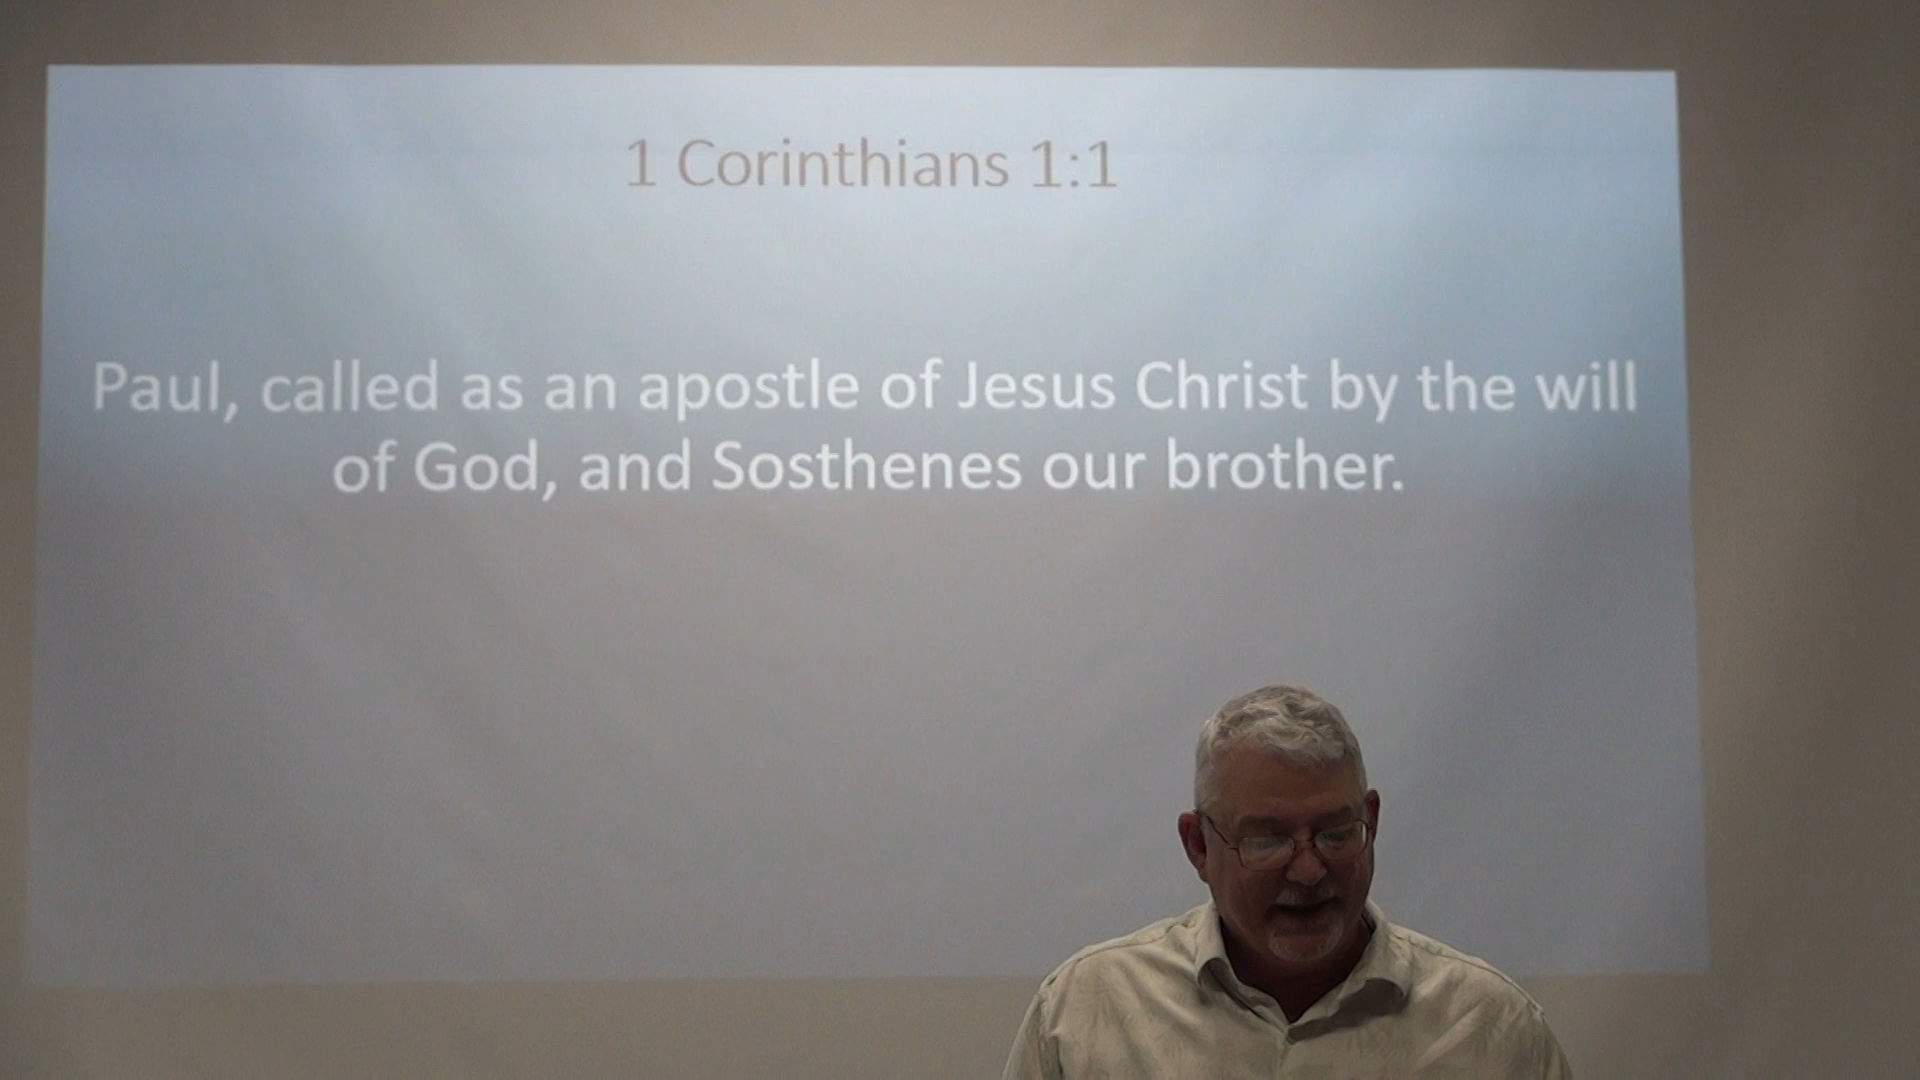 1 Corinthians 1:1
Paul, called as an apostle of Jesus Christ by the will
of God, and Sosthenes our brother.